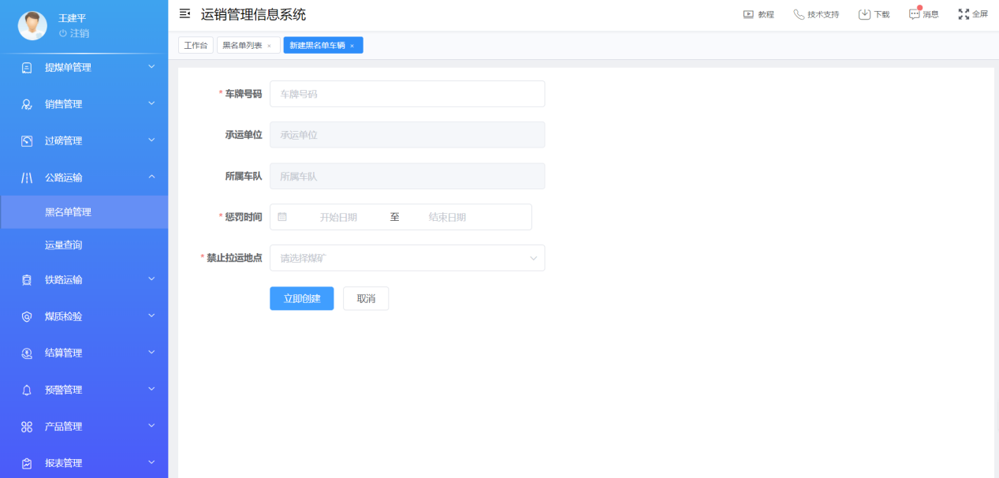 王建平
注销
运销管理信息系统
教程 技术支持 下载 消息 全屏
工作台 黑名单列表 × 新建黑名单车辆 ×
提煤单管理
销售管理
过磅管理
公路运输
黑名单管理
运量查询
铁路运输
煤质检验
结算管理
预警管理
产品管理
报表管理
* 车牌号码 车牌号码
承运单位 承运单位
所属车队 所属车队
* 惩罚时间 开始日期 至 结束日期
* 禁止拉运地点 请选择煤矿
立即创建 取消